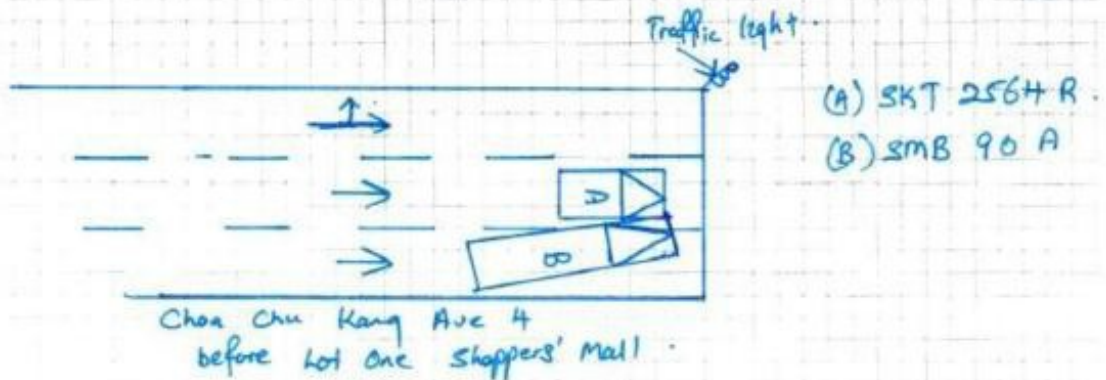 Traffic light.
(A) SKT 2564 R.
(B) SMB 90 A
A
B
Choa Chu Kang Ave 4
before Lot One Shoppers' Mall.